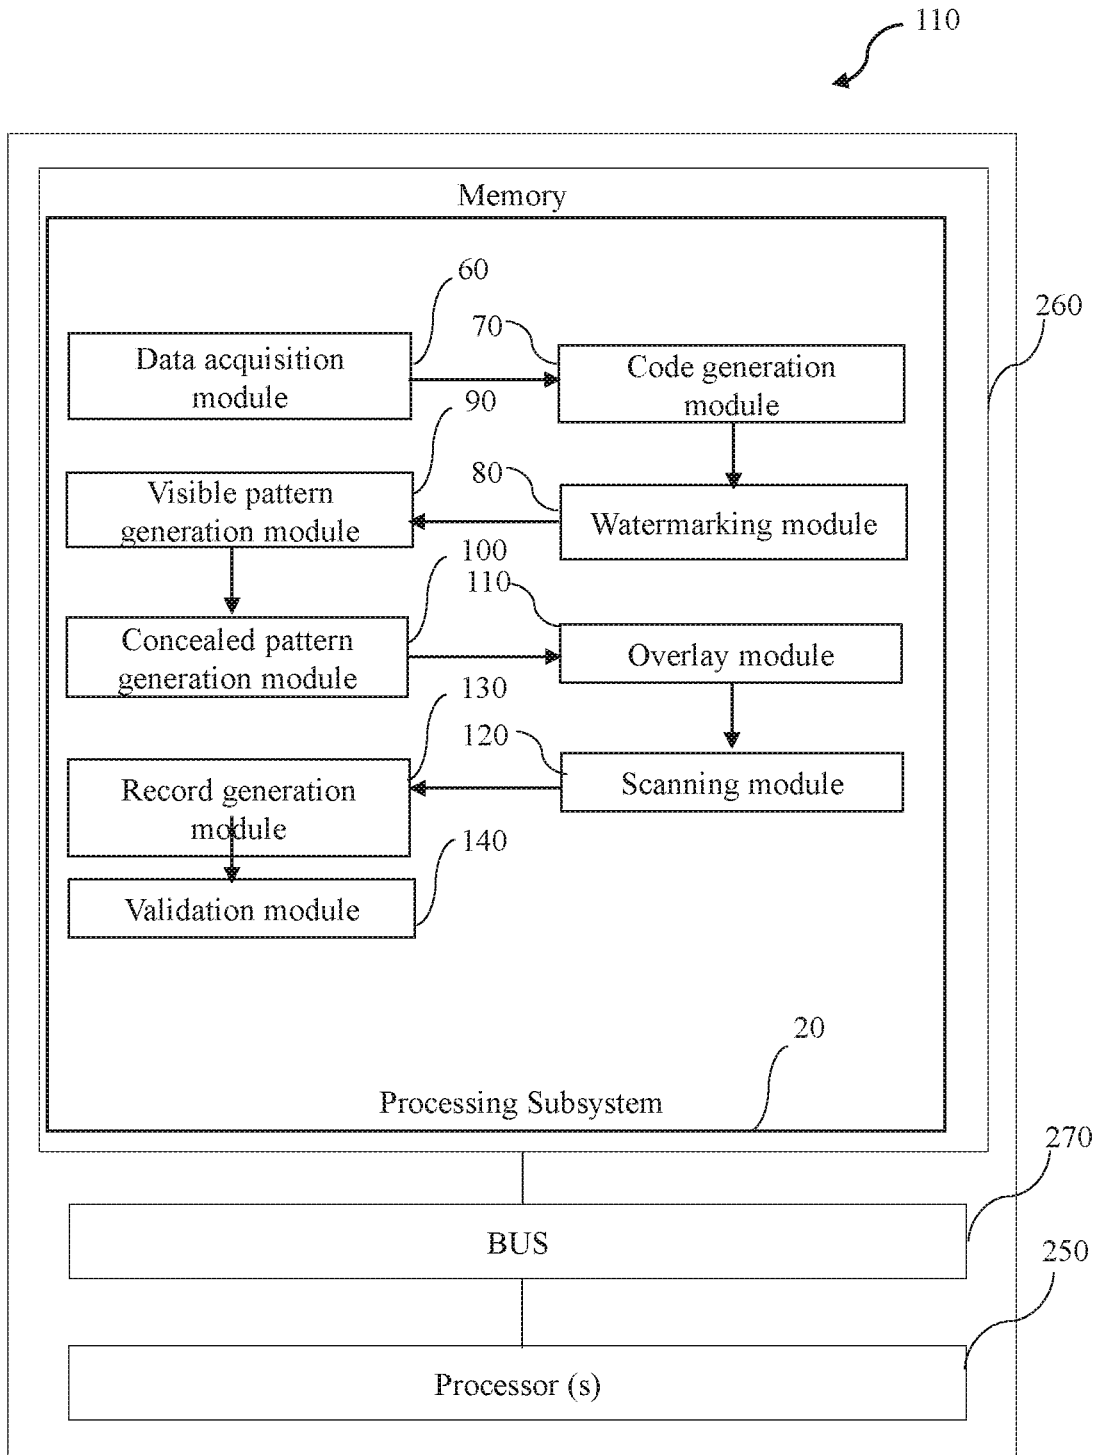 110
Memory
60
260
70
Data acquisition
module
Code generation
module
90
80
Visible pattern
generation module
Watermarking module
100
110
Concealed pattern
generation module
Overlay module
130
120
Record generation
module
Scanning module
140
Validation module
20
Processing Subsystem
270
BUS
250
Processor (s)